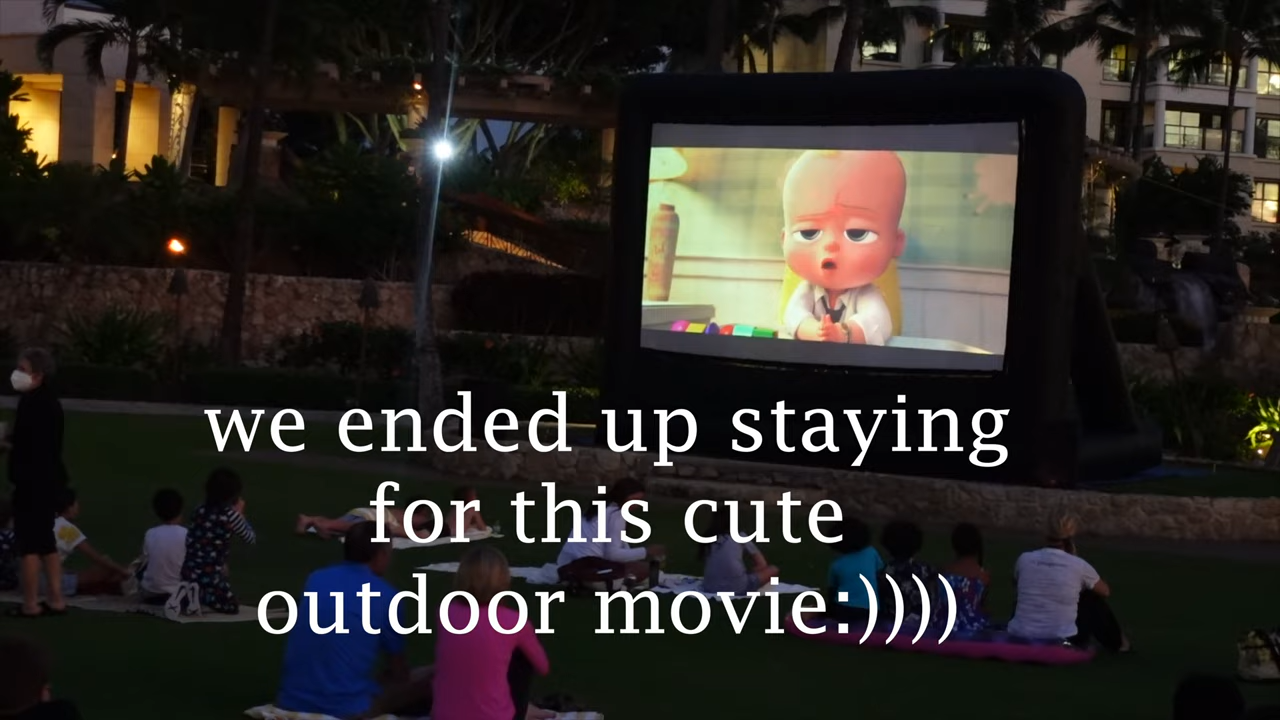 we ended up staying
for this cute
outdoor movie:))))